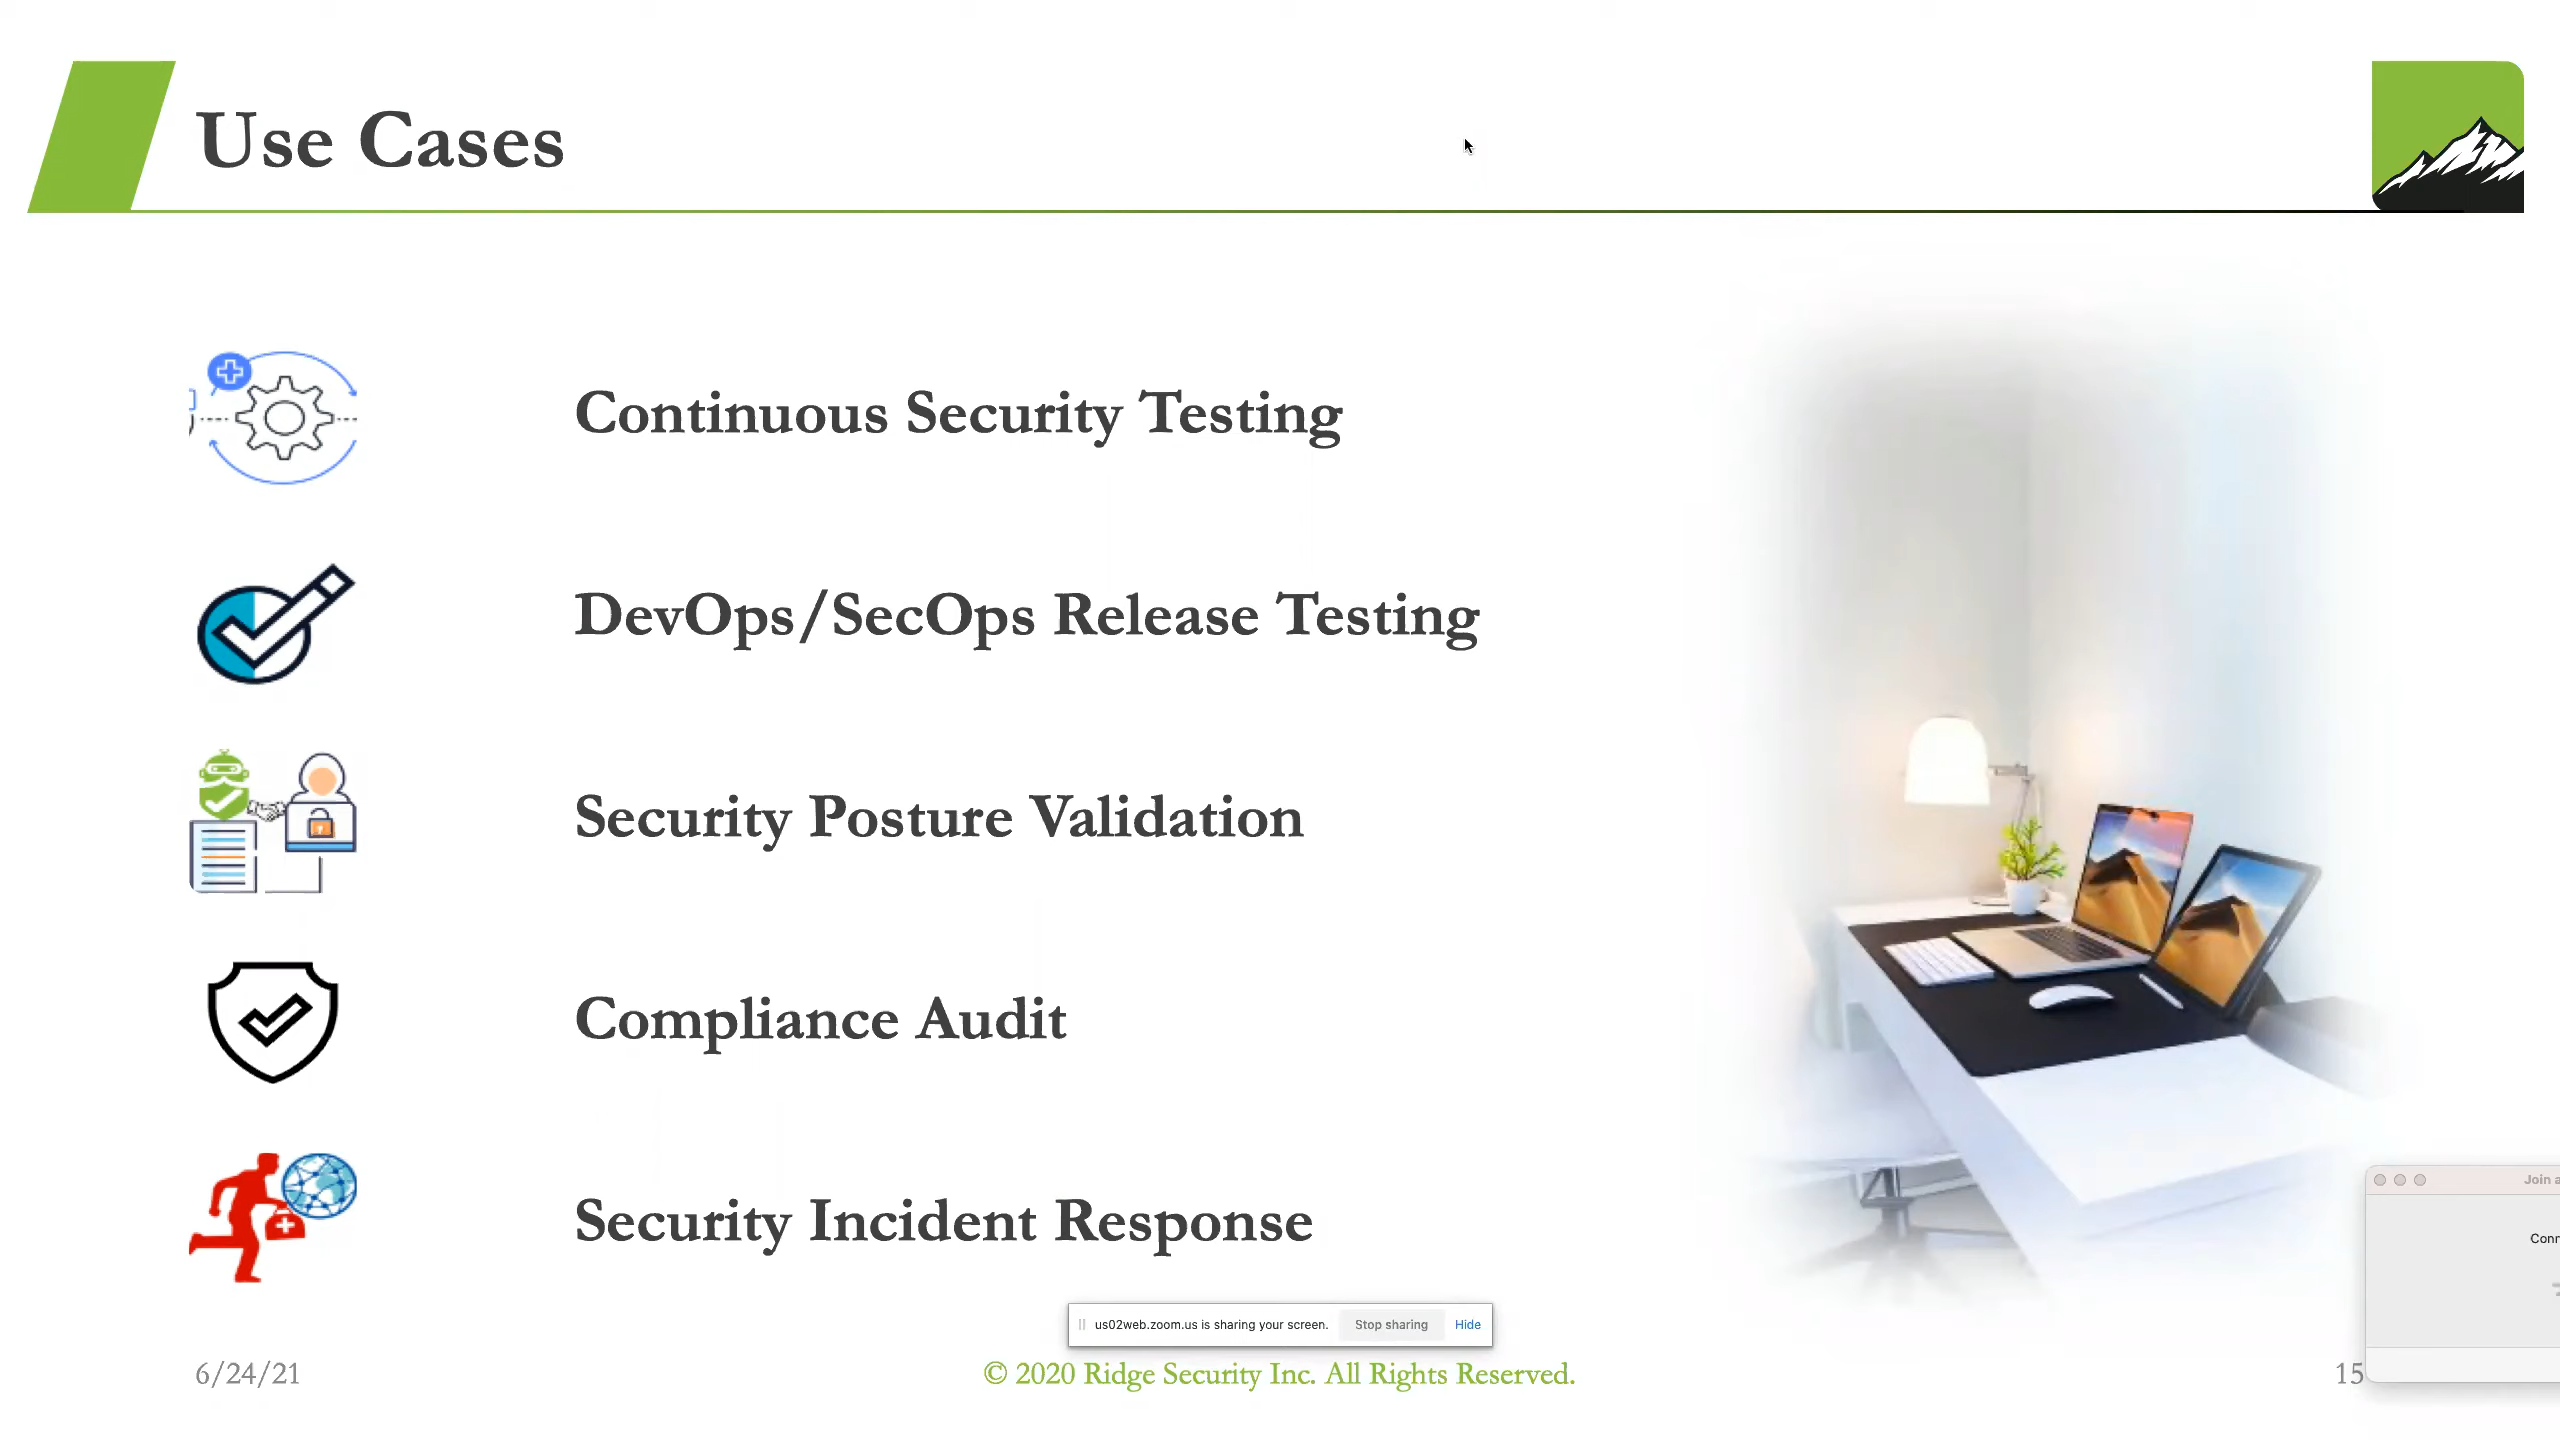 Use Cases
Continuous Security Testing
DevOps/SecOps Release Testing
Security Posture Validation
Compliance Audit
Security Incident Response
Join a
Conn
us02web.zoom.us is sharing your screen. Stop sharing Hide
6/24/21 © 2020 Ridge Security Inc. All Rights Reserved. 15